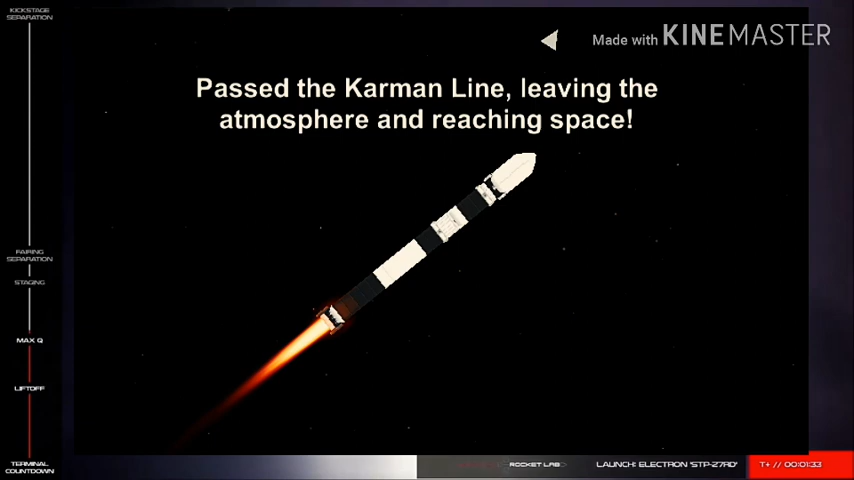 KICKSTAGE
SEPARATION
Made with KINEMASTER
Passed the Karman Line, leaving the
atmosphere and reaching space!
FAIRING
SEPARATION
STAGING
MAX Q
LIFTOFF
TERMINAL
COUNTDOWN
ROCKET LAB
LAUNCH: ELECTRON 'STP-27RD'
T+ // 00:01:33